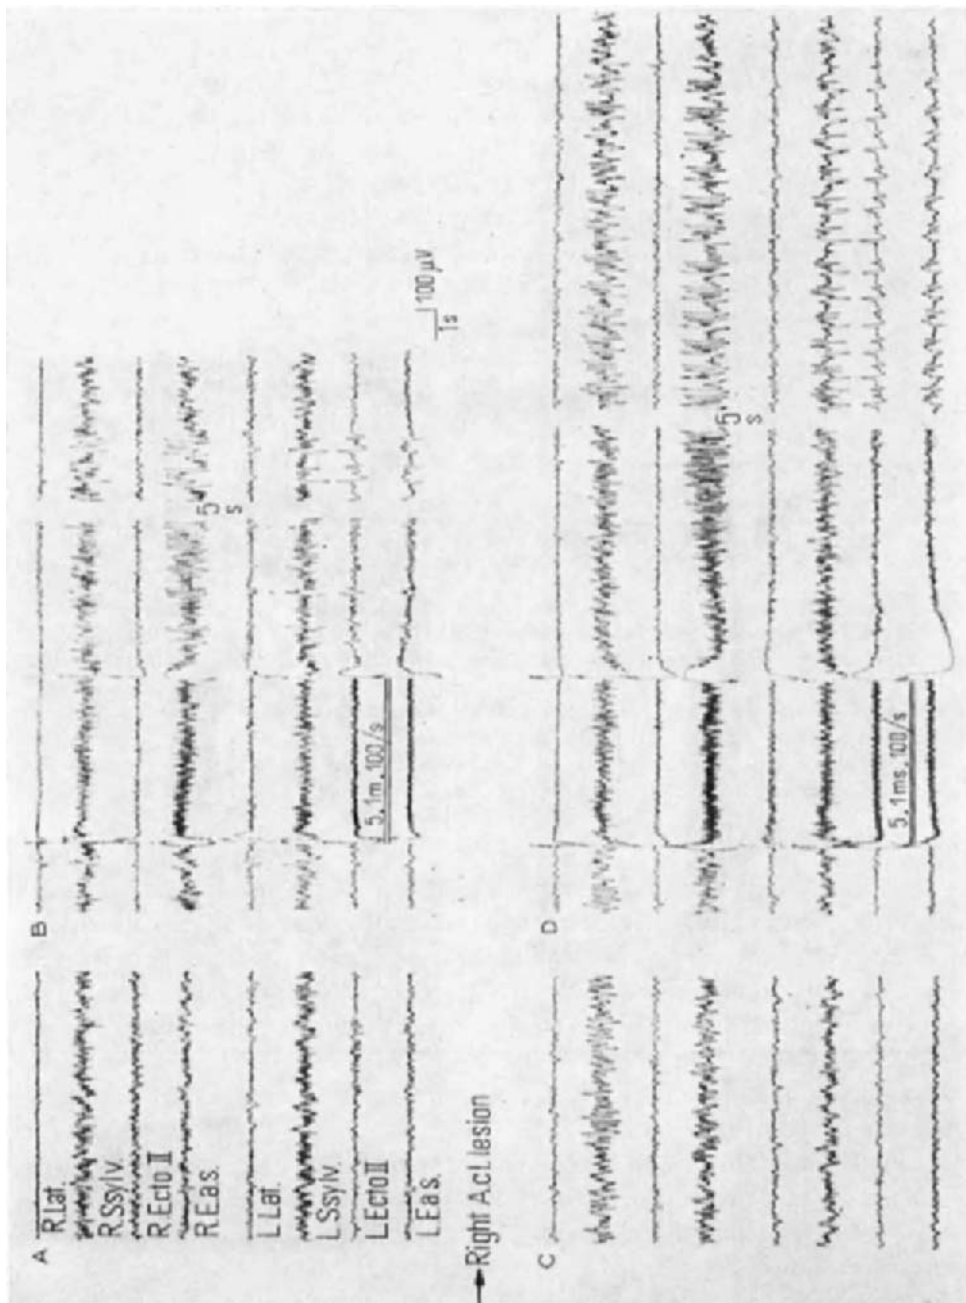 A
R.Lat.
R.Ssylv.
R.Ecto II
R.E.a.s.
L Lat.
L.Ssylv.
L.Ecto II
L.E.a.s.
B
5, 1m, 100/s
5
s
100 µV
1s
Right A.c.l. lesion
C
D
5, 1ms, 100/s
5'
s